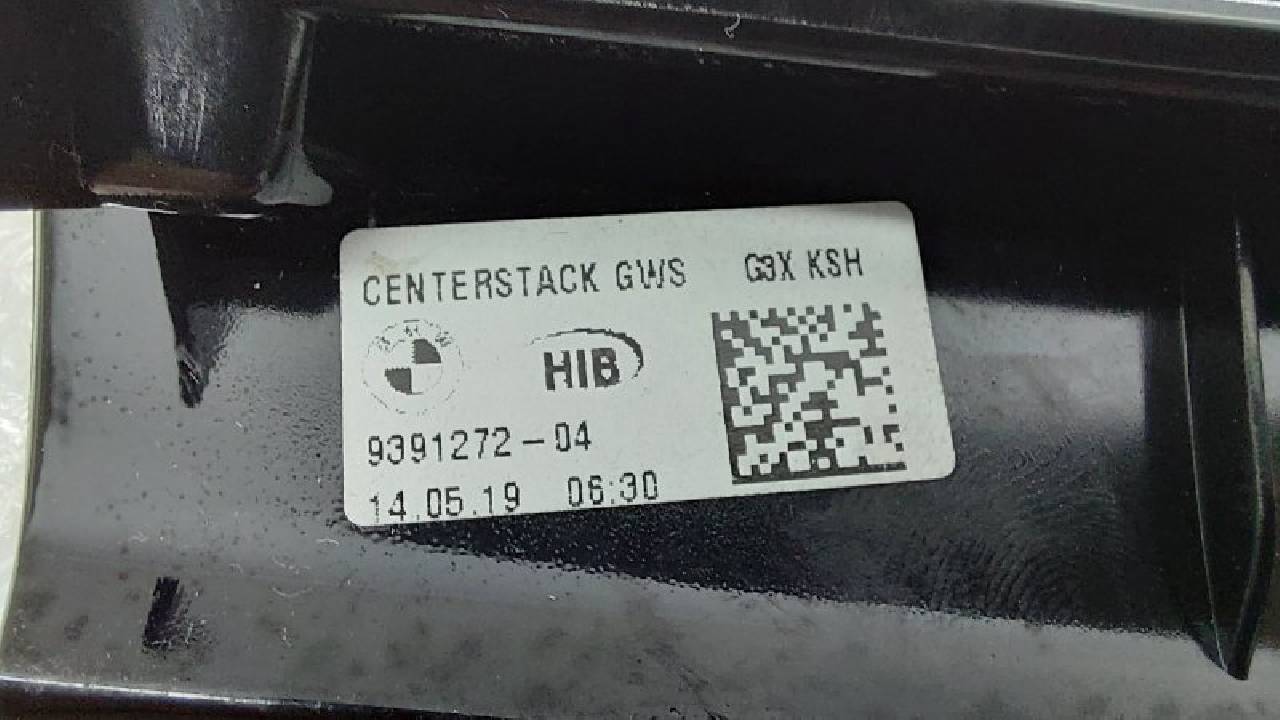 CENTERSTACK GWS G3X KSH
HIB
9391272-04
14.05.19 06:30